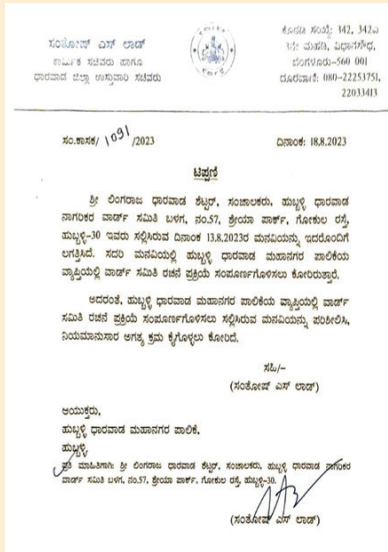 ಸಂತೋಷ್ ಎಸ್ ಲಾಡ್
ಕಾರ್ಮಿಕ ಸಚಿವರು ಹಾಗೂ
ಧಾರವಾಡ ಜಿಲ್ಲಾ ಉಸ್ತುವಾರಿ ಸಚಿವರು
ಕೊಠಡಿ ಸಂಖ್ಯೆ: 342, 342ಎ
3ನೇ ಮಹಡಿ, ವಿಧಾನಸೌಧ,
ಬೆಂಗಳೂರು-560 001
ದೂರವಾಣಿ: 080-22253751,
22033413
ಸಂ.ಕಾಸಕ/ 1091 /2023
ದಿನಾಂಕ: 18.8.2023
ಟಿಪ್ಪಣಿ
ಶ್ರೀ ಲಿಂಗರಾಜ ಧಾರವಾಡ ಶೆಟ್ಟರ್, ಸಂಚಾಲಕರು, ಹುಬ್ಬಳ್ಳಿ ಧಾರವಾಡ
ನಾಗರಿಕರ ವಾರ್ಡ್ ಸಮಿತಿ ಬಳಗ, ನಂ.57, ಶ್ರೇಯಾ ಪಾರ್ಕ್, ಗೋಕುಲ ರಸ್ತೆ,
ಹುಬ್ಬಳ್ಳಿ-30 ಇವರು ಸಲ್ಲಿಸಿರುವ ದಿನಾಂಕ 13.8.2023ರ ಮನವಿಯನ್ನು ಇದರೊಂದಿಗೆ
ಲಗತ್ತಿಸಿದೆ. ಸದರಿ ಮನವಿಯಲ್ಲಿ ಹುಬ್ಬಳ್ಳಿ ಧಾರವಾಡ ಮಹಾನಗರ ಪಾಲಿಕೆಯ
ವ್ಯಾಪ್ತಿಯಲ್ಲಿ ವಾರ್ಡ್ ಸಮಿತಿ ರಚನೆ ಪ್ರಕ್ರಿಯೆ ಸಂಪೂರ್ಣಗೊಳಿಸಲು ಕೋರಿರುತ್ತಾರೆ.
ಅದರಂತೆ, ಹುಬ್ಬಳ್ಳಿ ಧಾರವಾಡ ಮಹಾನಗರ ಪಾಲಿಕೆಯ ವ್ಯಾಪ್ತಿಯಲ್ಲಿ ವಾರ್ಡ್
ಸಮಿತಿ ರಚನೆ ಪ್ರಕ್ರಿಯೆ ಸಂಪೂರ್ಣಗೊಳಿಸಲು ಸಲ್ಲಿಸಿರುವ ಮನವಿಯನ್ನು ಪರಿಶೀಲಿಸಿ,
ನಿಯಮಾನುಸಾರ ಅಗತ್ಯ ಕ್ರಮ ಕೈಗೊಳ್ಳಲು ಕೋರಿದೆ.
ಸಹಿ/-
(ಸಂತೋಷ್ ಎಸ್ ಲಾಡ್)
ಆಯುಕ್ತರು,
ಹುಬ್ಬಳ್ಳಿ ಧಾರವಾಡ ಮಹಾನಗರ ಪಾಲಿಕೆ,
ಹುಬ್ಬಳ್ಳಿ.
ಪ್ರತಿ ಮಾಹಿತಿಗಾಗಿ: ಶ್ರೀ ಲಿಂಗರಾಜ ಧಾರವಾಡ ಶೆಟ್ಟರ್, ಸಂಚಾಲಕರು, ಹುಬ್ಬಳ್ಳಿ ಧಾರವಾಡ ನಾಗರಿಕರ
ವಾರ್ಡ್ ಸಮಿತಿ ಬಳಗ, ನಂ.57, ಶ್ರೇಯಾ ಪಾರ್ಕ್, ಗೋಕುಲ ರಸ್ತೆ, ಹುಬ್ಬಳ್ಳಿ-30.
(ಸಂತೋಷ್ ಎಸ್ ಲಾಡ್)